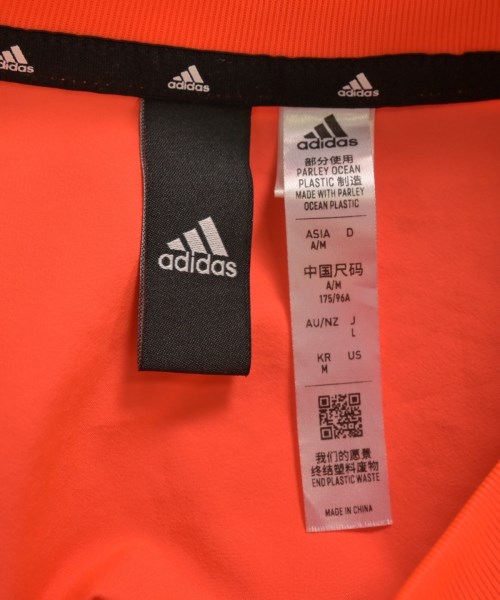 adidas
adidas
adidas
adidas
adidas
部分使用
PARLEY OCEAN
PLASTIC 制造
MADE WITH PARLEY
OCEAN PLASTIC
ASIA D
A/M
中国尺码
A/M
175/96A
AU/NZ J
L
KR US
M
我们的愿景
终结塑料废物
END PLASTIC WASTE
MADE IN CHINA